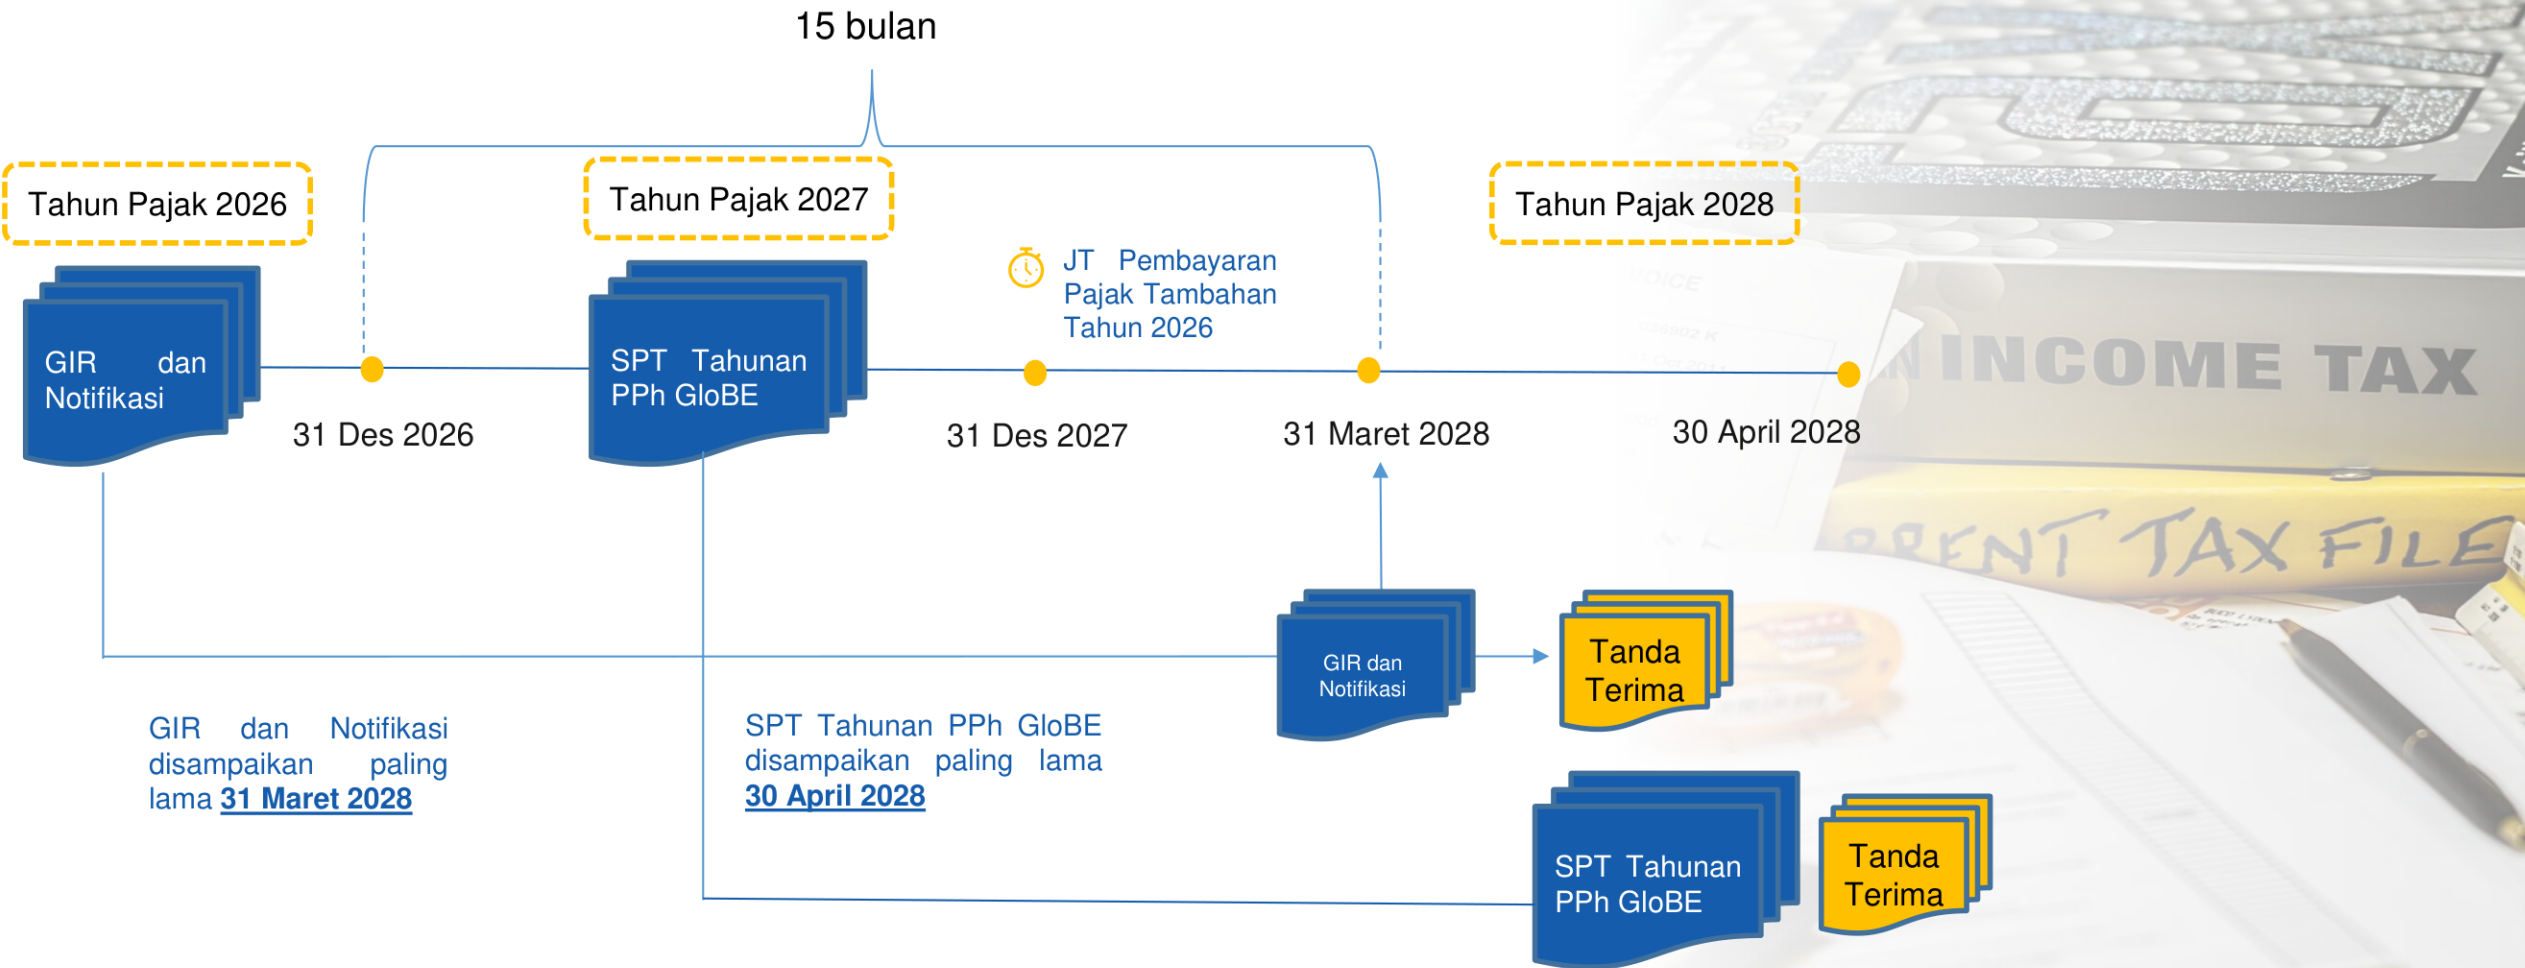 15 bulan
Tahun Pajak 2026
Tahun Pajak 2027
Tahun Pajak 2028
JT Pembayaran
Pajak Tambahan
Tahun 2026
GIR dan
Notifikasi
SPT Tahunan
PPh GloBE
31 Des 2026
31 Des 2027
31 Maret 2028
30 April 2028
GIR dan
Notifikasi
Tanda
Terima
GIR dan Notifikasi
disampaikan paling
lama 31 Maret 2028
SPT Tahunan PPh GloBE
disampaikan paling lama
30 April 2028
SPT Tahunan
PPh GloBE
Tanda
Terima
INCOME TAX
TAX FILE